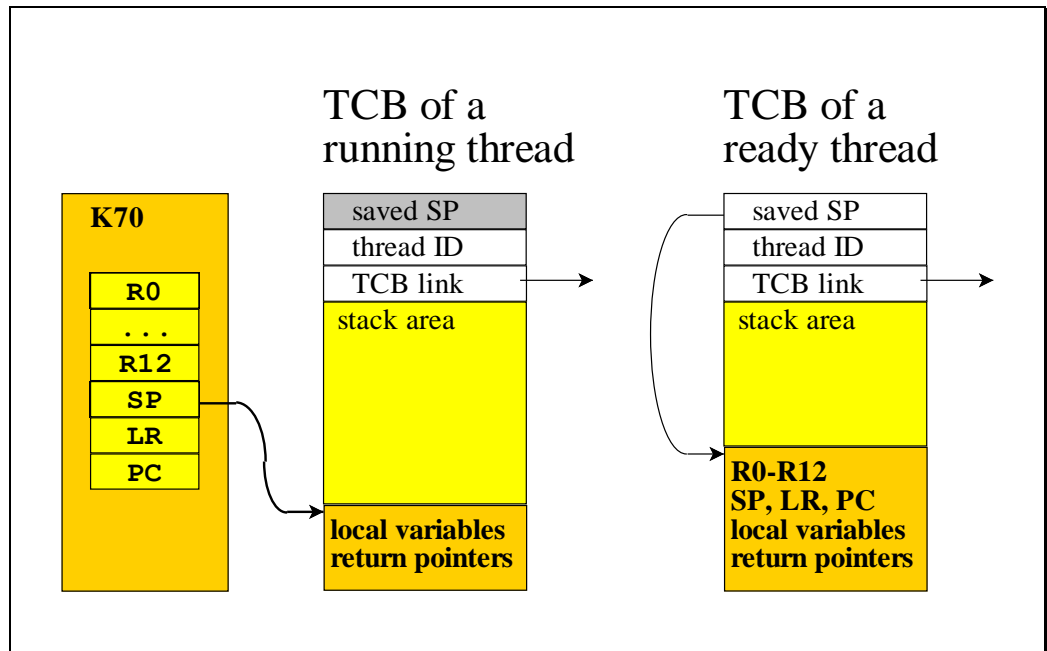 TCB of a
running thread
TCB of a
ready thread
K70
R0
...
R12
SP
LR
PC
saved SP
thread ID
TCB link
stack area
local variables
return pointers
saved SP
thread ID
TCB link
stack area
R0-R12
SP, LR, PC
local variables
return pointers